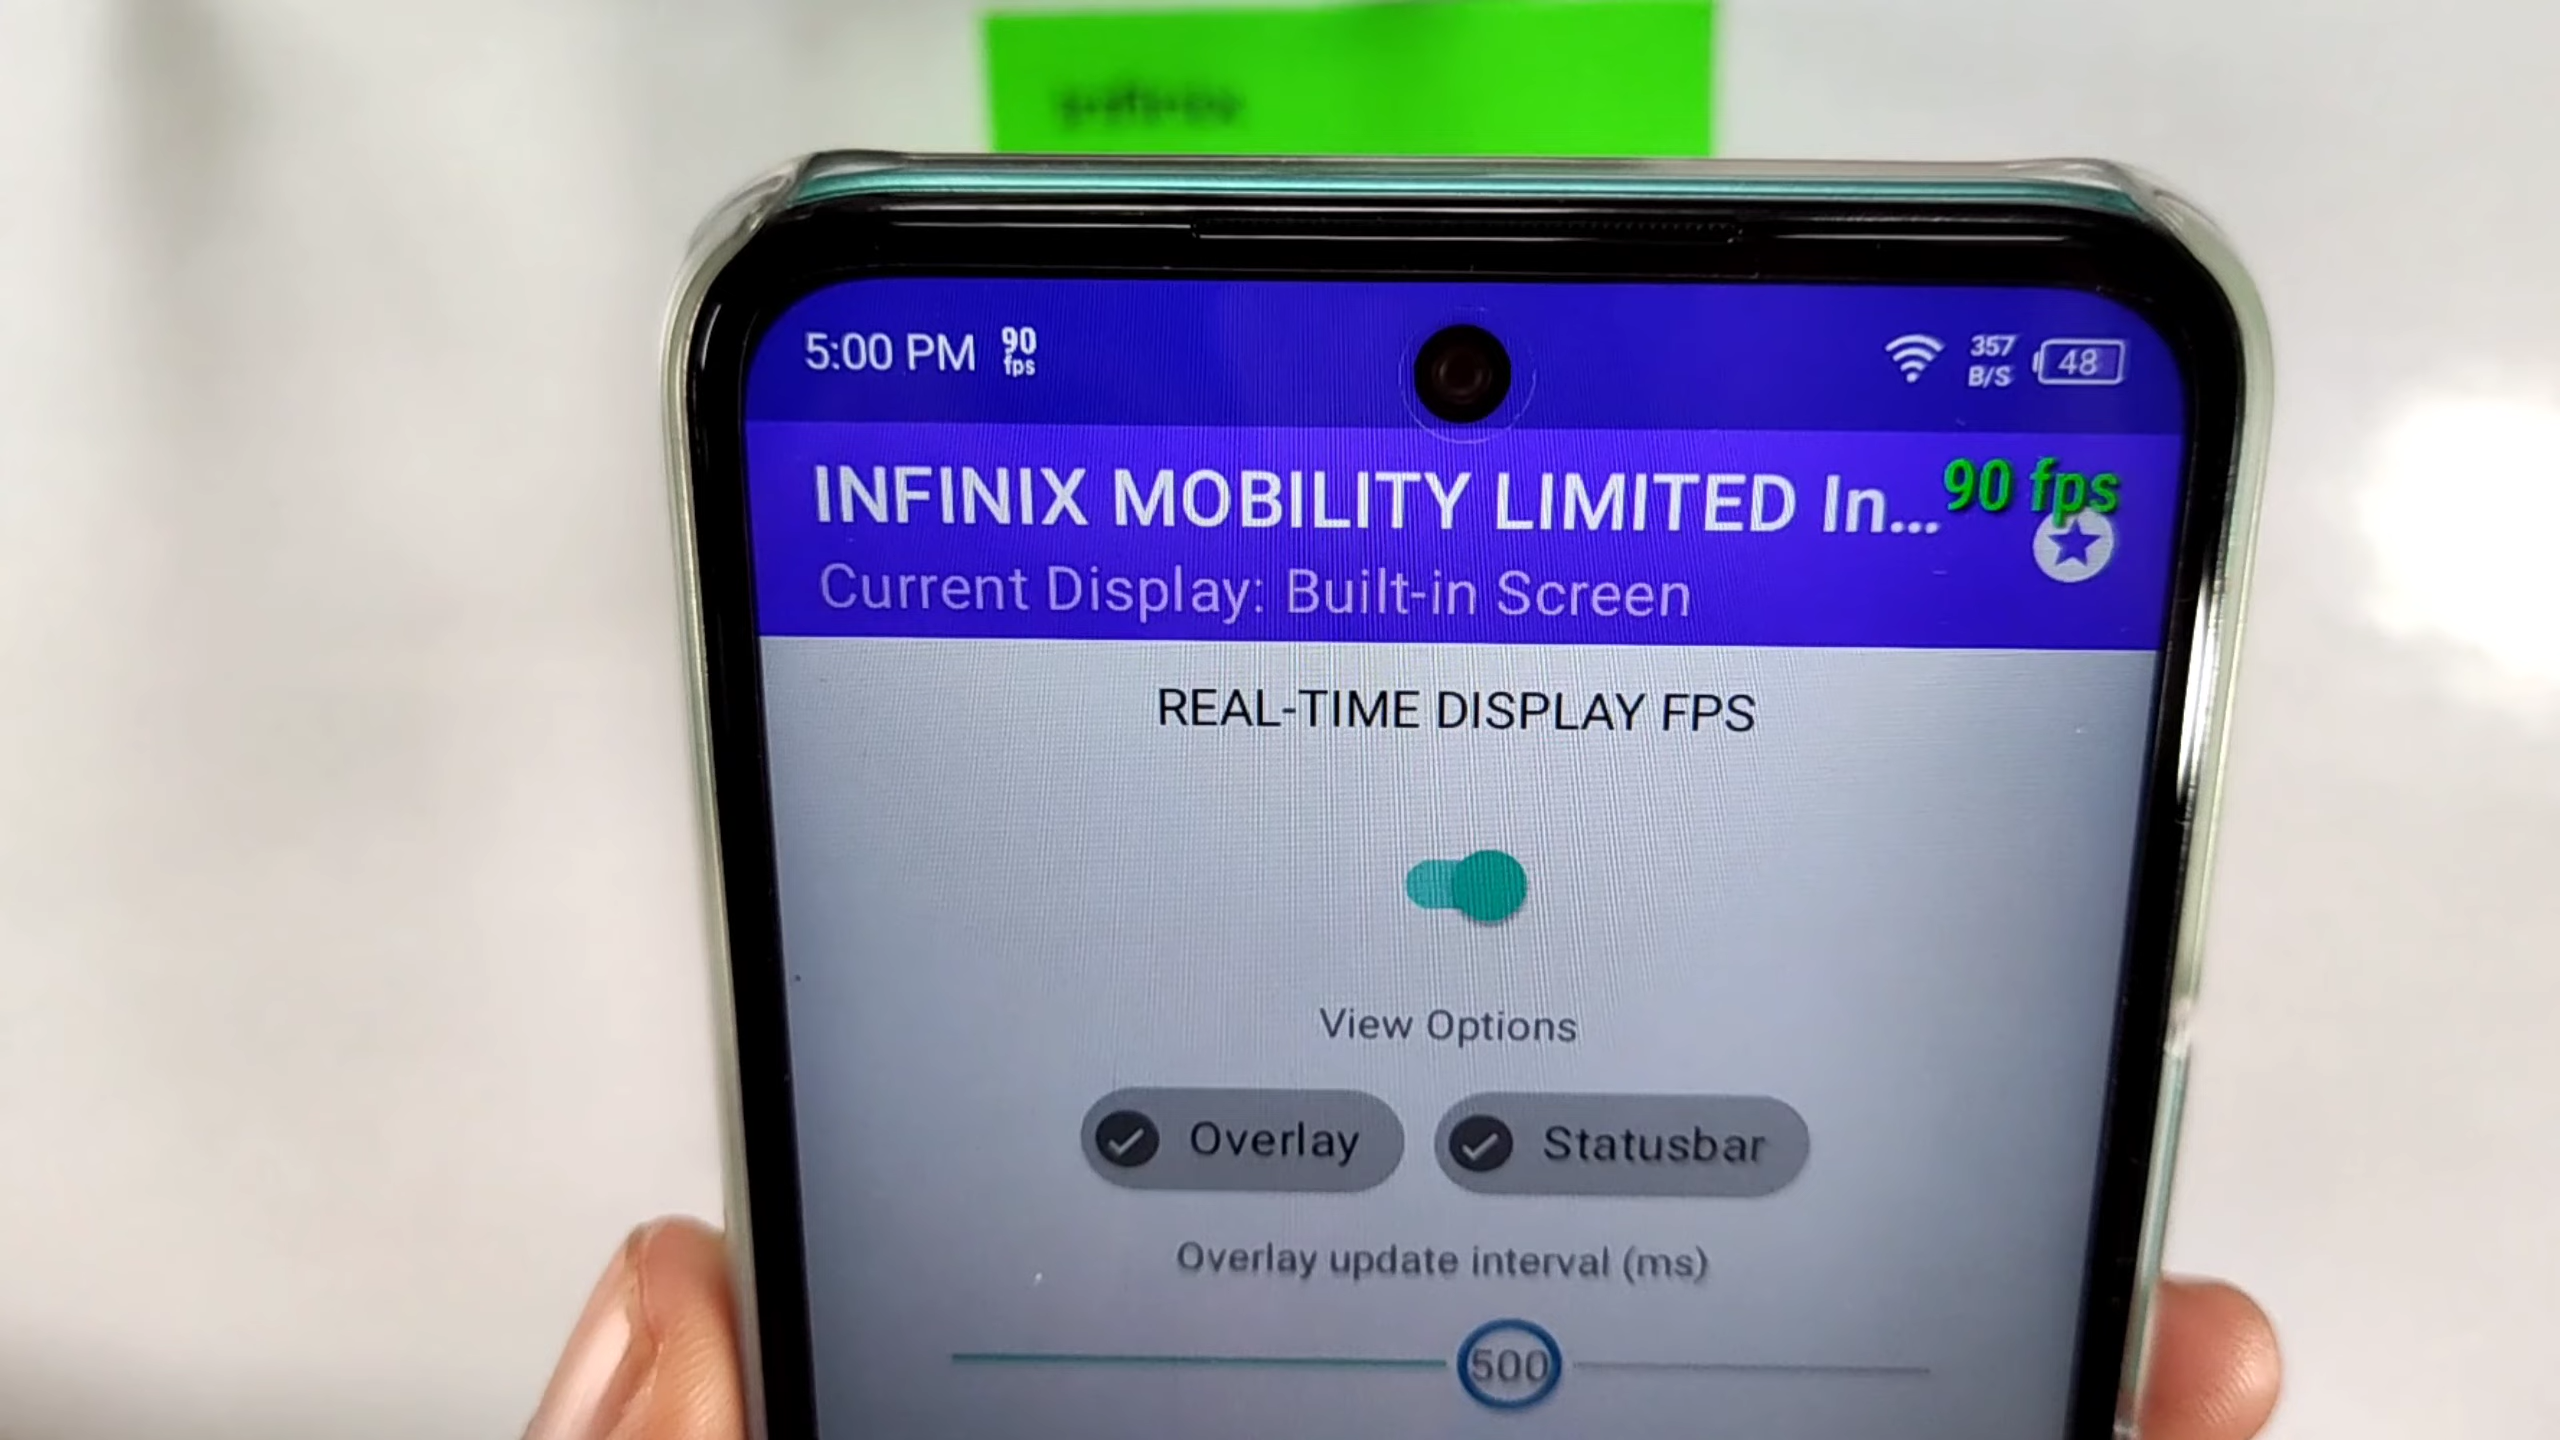 5:00 PM 90 fps 357 B/S 48
INFINIX MOBILITY LIMITED In... 90 fps
Current Display: Built-in Screen
REAL-TIME DISPLAY FPS
View Options
Overlay Statusbar
Overlay update interval (ms)
500